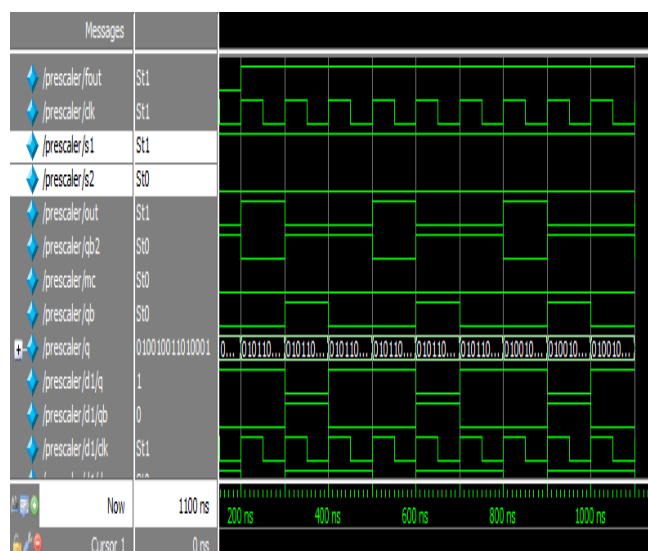 Messages
/prescaler/fout St1
/prescaler/clk St1
/prescaler/s1 St1
/prescaler/s2 St0
/prescaler/out St1
/prescaler/qb2 St0
/prescaler/mc St0
/prescaler/qb St0
/prescaler/q 010010011010001 0... 010110... 010110... 010110... 010110... 010110... 010110... 010010... 010010... 010010...
/prescaler/d1/q 1
/prescaler/d1/qb 0
/prescaler/d1/clk St1
Now 1100 ns 200 ns 400 ns 600 ns 800 ns 1000 ns
Cursor 1 0 ns